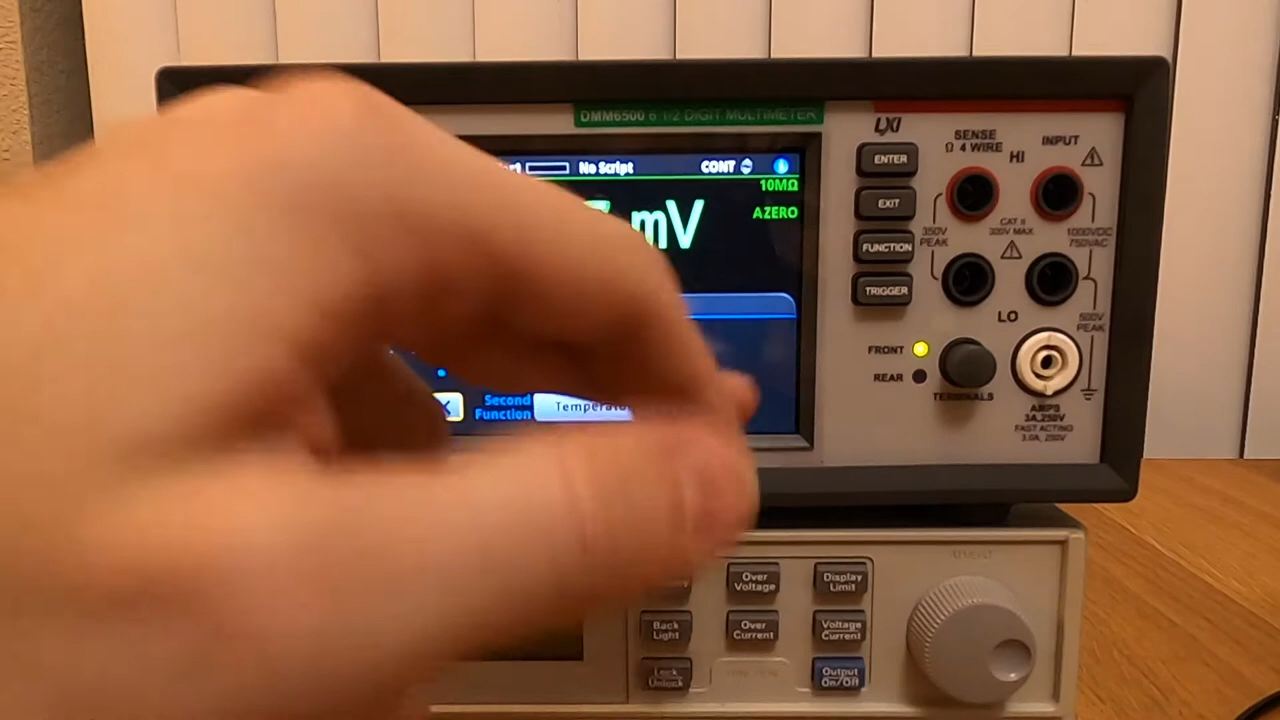 DMM6500 6 1/2 DIGIT MULTIMETER
LXI
No Script
CONT
10MΩ
AZERO
mV
Second
Function
ENTER
EXIT
FUNCTION
TRIGGER
SENSE
Ω 4 WIRE
HI
INPUT
350V
PEAK
CAT II
300V MAX
1000VDC
750VAC
LO
500V
PEAK
FRONT
REAR
TERMINALS
AMPS
3A,250V
FAST ACTING
3.0A, 250V
Over
Voltage
Display
Limit
Back
Light
Over
Current
Voltage
Current
Lock
Unlock
Output
On/Off